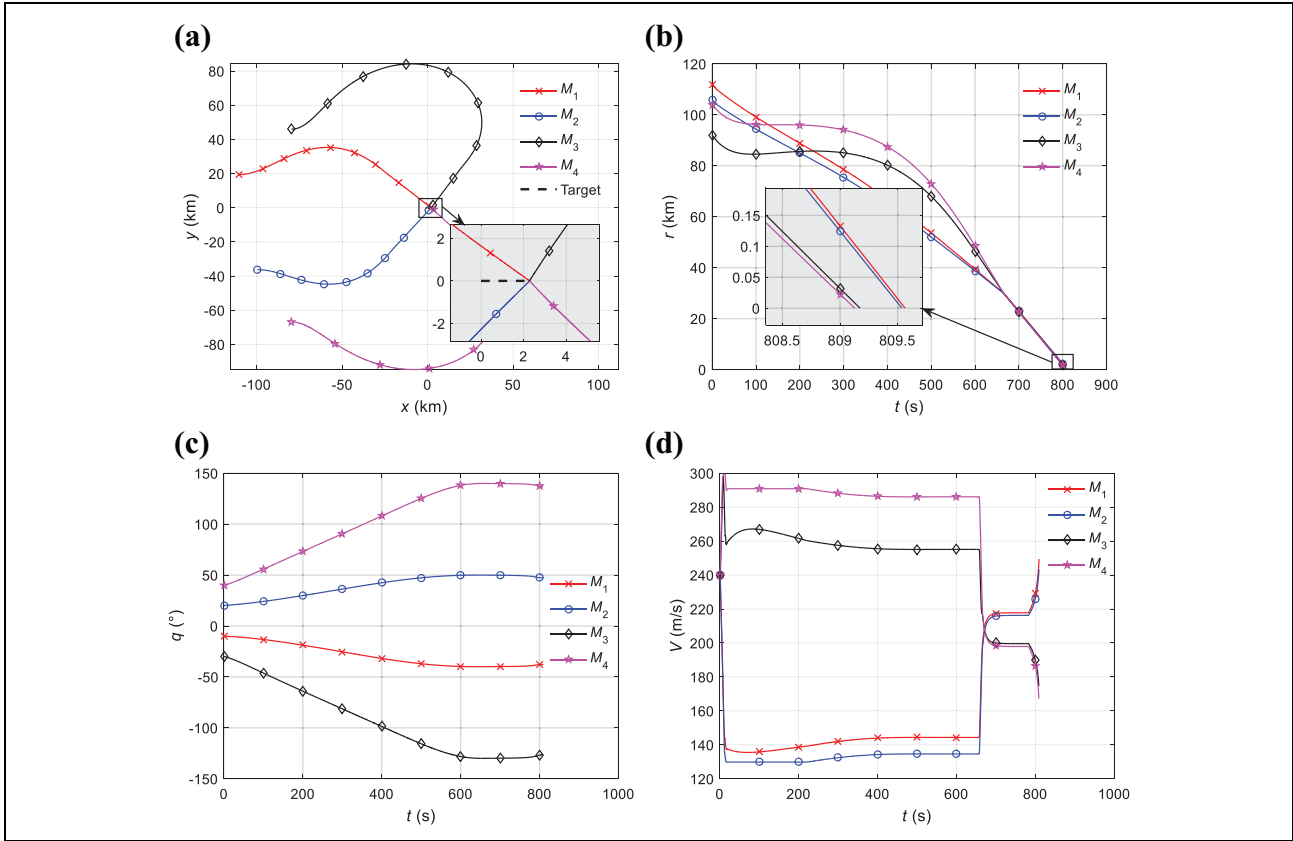 (a)
80
60
40
20
0
-20
-40
-60
-80
y (km)
-100
-50
0
50
100
x (km)
M1
M2
M3
M4
Target
2
0
-2
0
2
4
(b)
120
100
80
60
40
20
0
r (km)
0
100
200
300
400
500
600
700
800
900
t (s)
M1
M2
M3
M4
0.15
0.1
0.05
0
808.5
809
809.5
(c)
150
100
50
0
-50
-100
-150
q (°)
0
200
400
600
800
1000
t (s)
M1
M2
M3
M4
(d)
300
280
260
240
220
200
180
160
140
120
V (m/s)
0
200
400
600
800
1000
t (s)
M1
M2
M3
M4